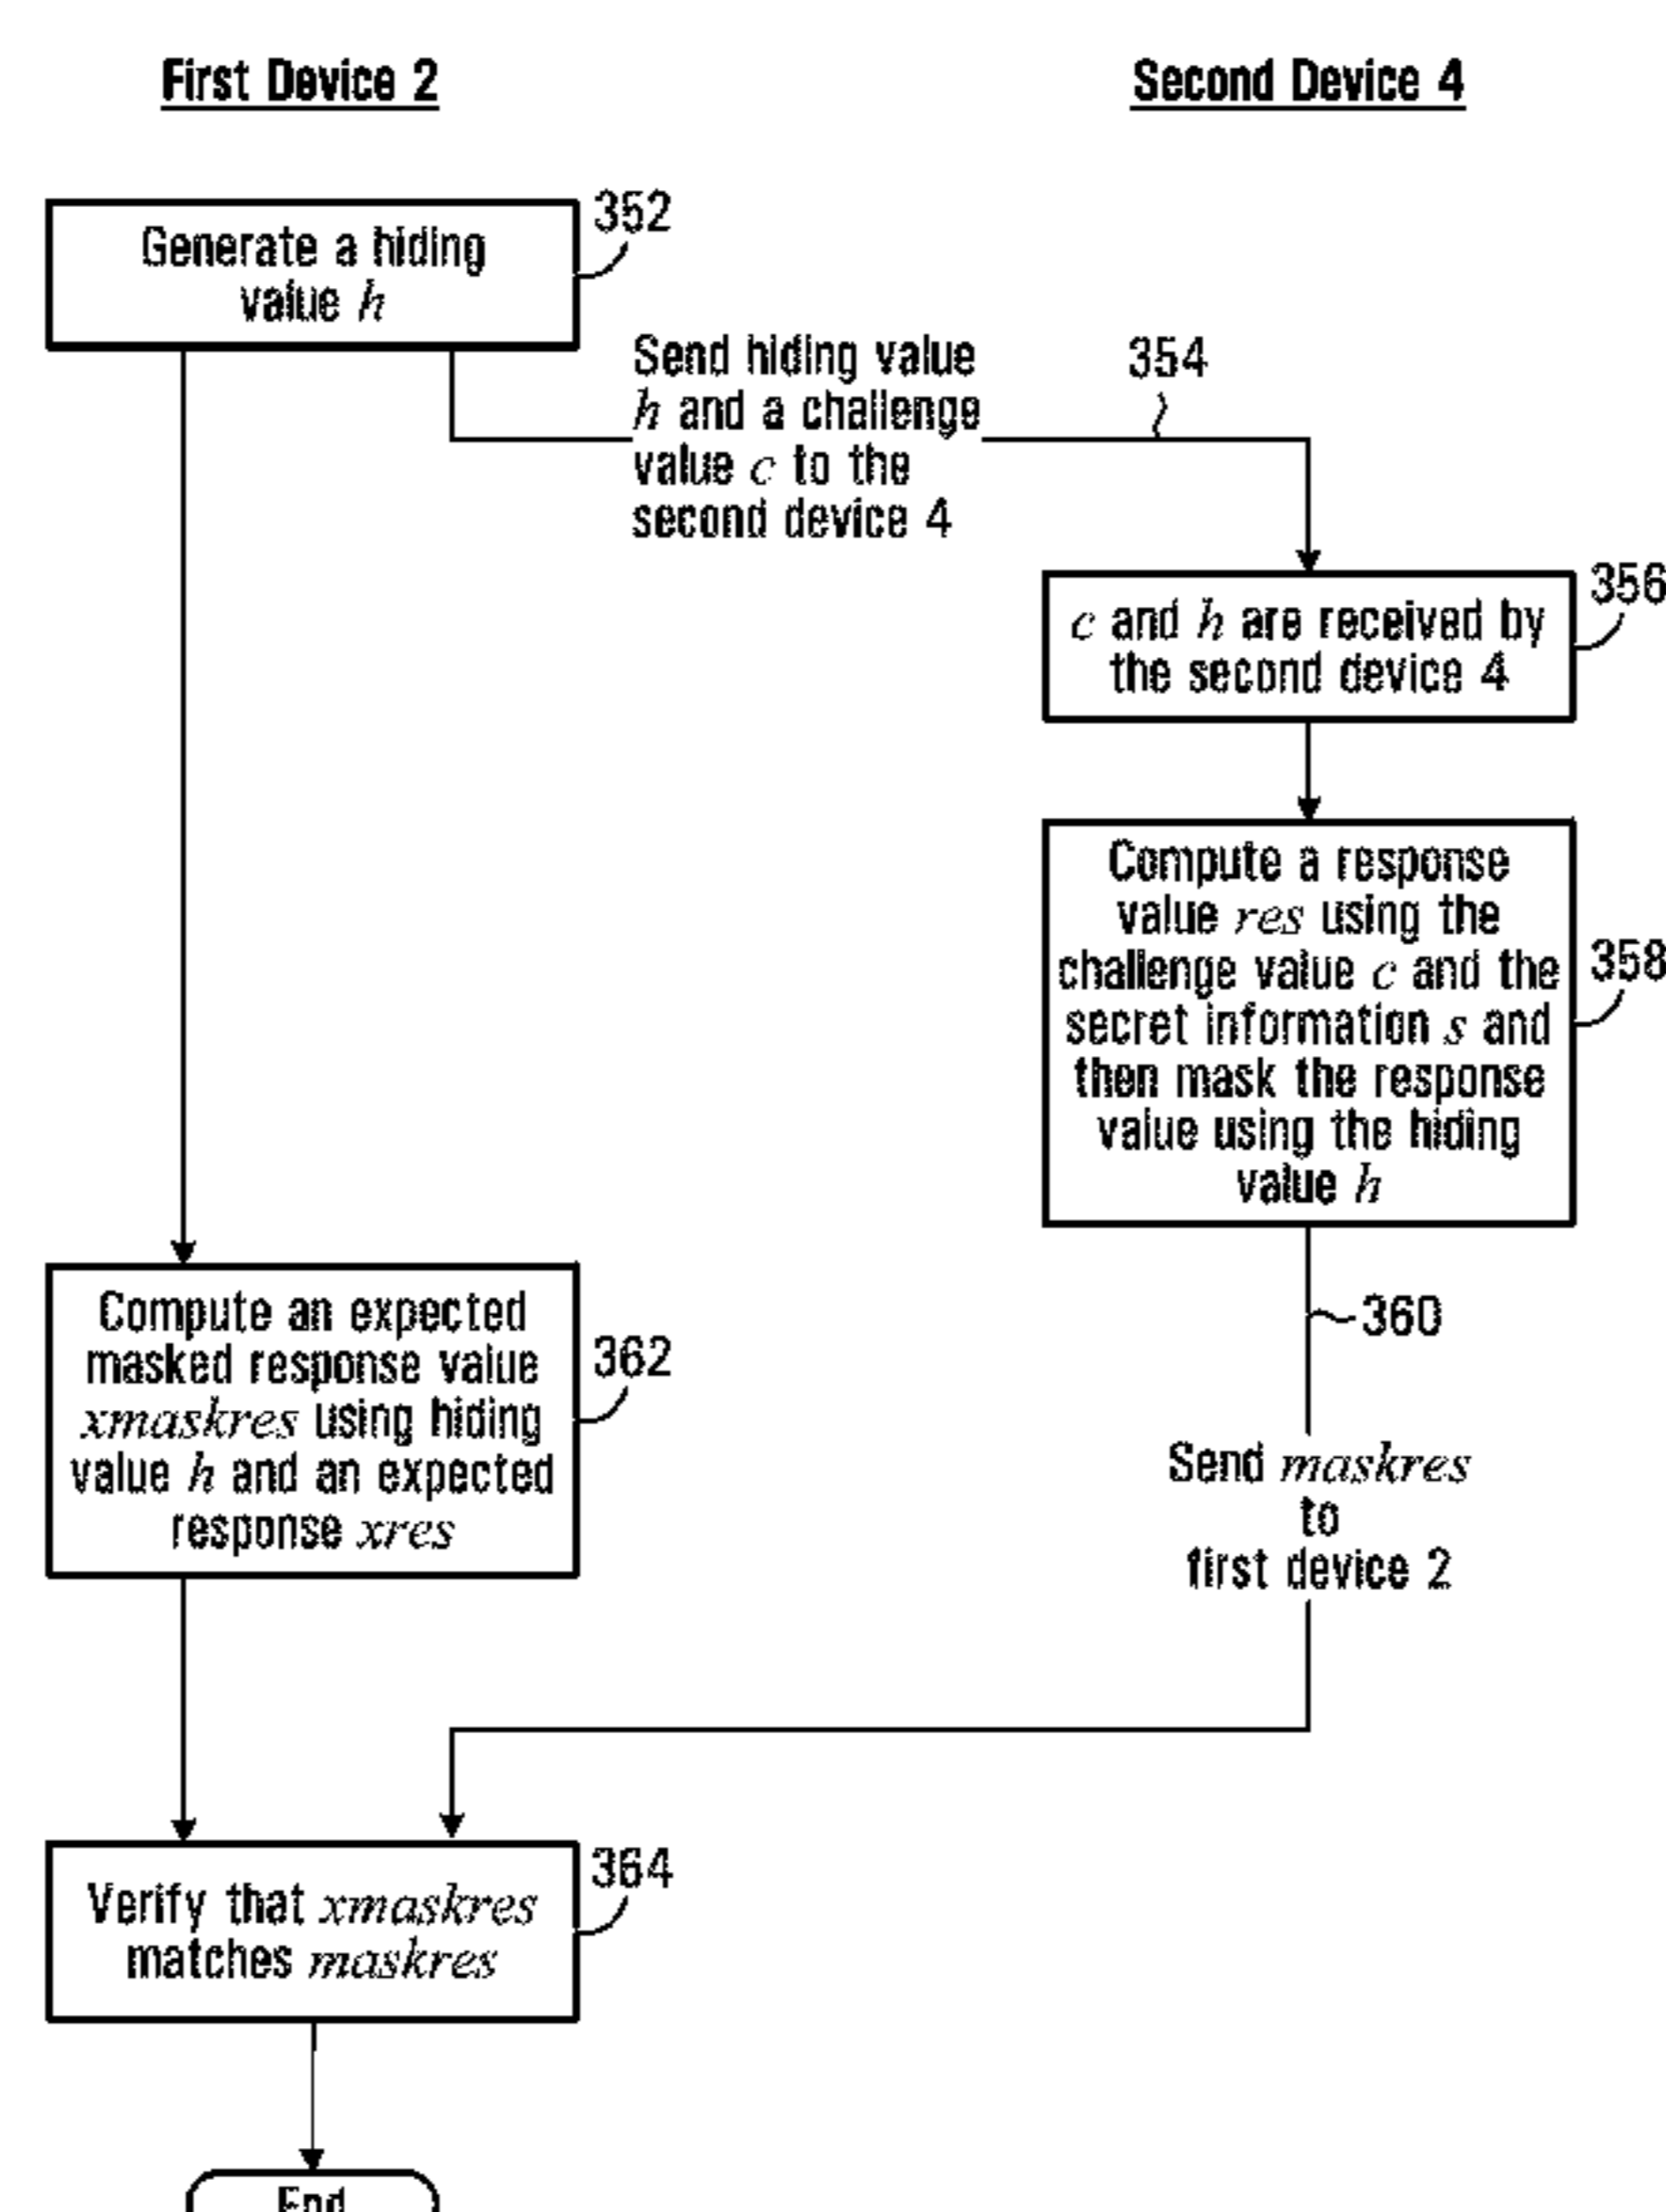 First Device 2
Second Device 4
352
Generate a hiding
value h
Send hiding value
h and a challenge
value c to the
second device 4
354
356
c and h are received by
the second device 4
Compute a response
value res using the
challenge value c and the
secret information s and
then mask the response
value using the hiding
value h
358
360
Compute an expected
masked response value
xmaskres using hiding
value h and an expected
response xres
362
Send maskres
to
first device 2
364
Verify that xmaskres
matches maskres
End